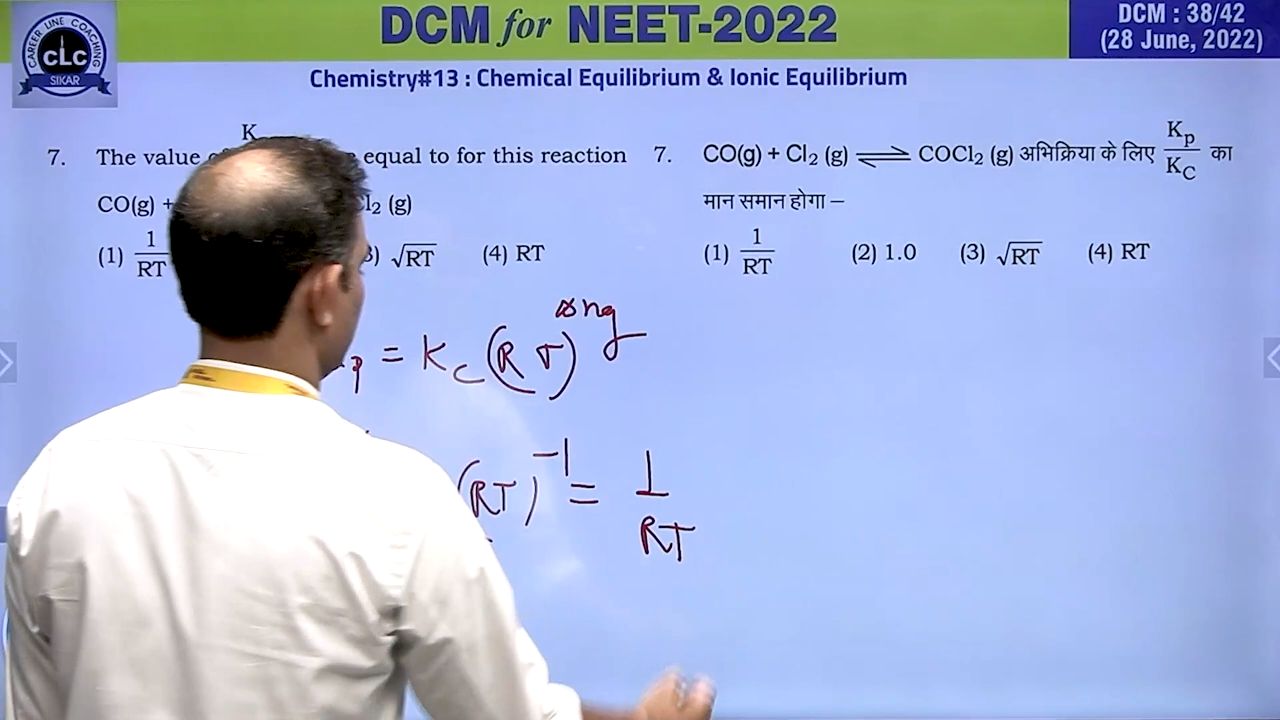 CAREER LINE COACHING
CLC
SIKAR
DCM for NEET-2022
DCM : 38/42
(28 June, 2022)
Chemistry#13 : Chemical Equilibrium & Ionic Equilibrium
7. The value equal to for this reaction
CO(g) + Cl₂ (g)
(1) 1/RT (3) √RT (4) RT
7. CO(g) + Cl₂ (g) ⇌ COCl₂ (g) अभिक्रिया के लिए Kp/KC का
मान समान होगा –
(1) 1/RT (2) 1.0 (3) √RT (4) RT
p = KC (RT)^ng
(RT)^-1 = 1/RT